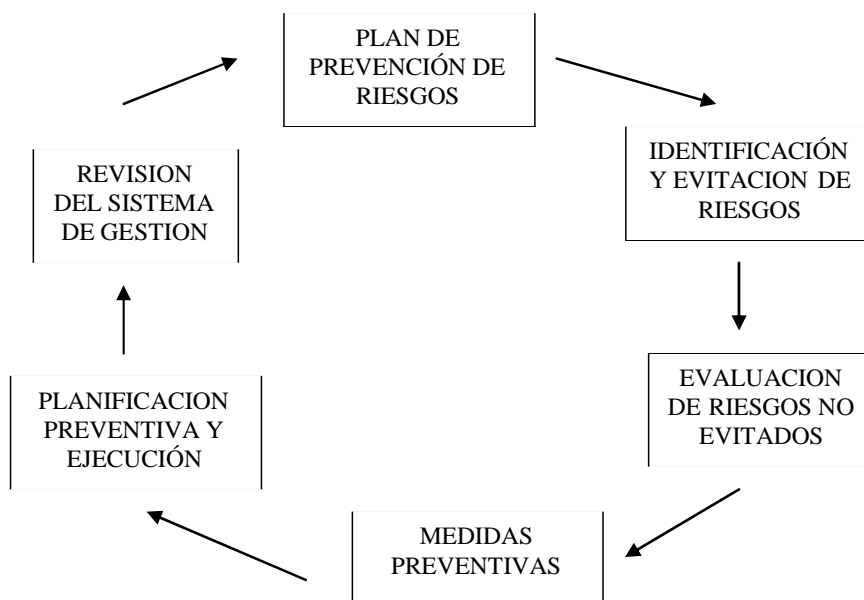 PLAN DE
PREVENCIÓN DE
RIESGOS
IDENTIFICACIÓN
Y EVITACION DE
RIESGOS
EVALUACION
DE RIESGOS NO
EVITADOS
MEDIDAS
PREVENTIVAS
PLANIFICACION
PREVENTIVA Y
EJECUCIÓN
REVISION
DEL SISTEMA
DE GESTION